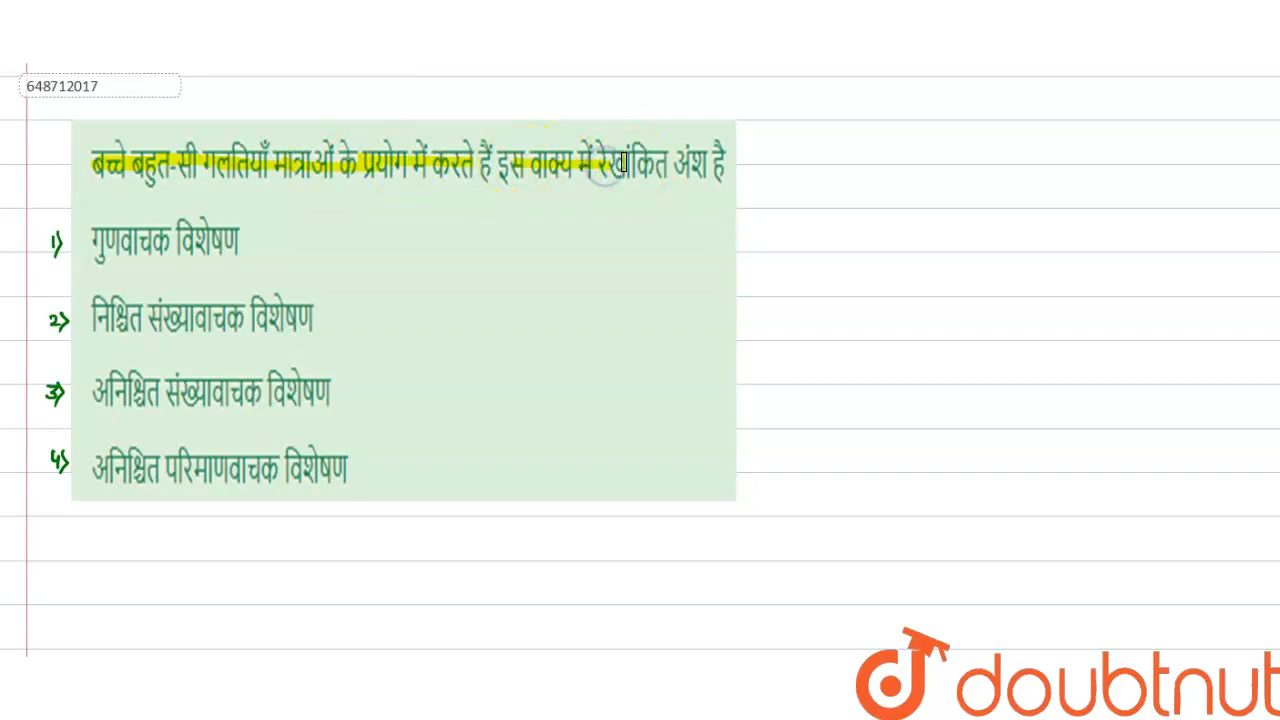 648712017
बच्चे बहुत-सी गलतियाँ मात्राओं के प्रयोग में करते हैं इस वाक्य में रेखांकित अंश है
1) गुणवाचक विशेषण
2) निश्चित संख्यावाचक विशेषण
3) अनिश्चित संख्यावाचक विशेषण
4) अनिश्चित परिमाणवाचक विशेषण
doubtnut